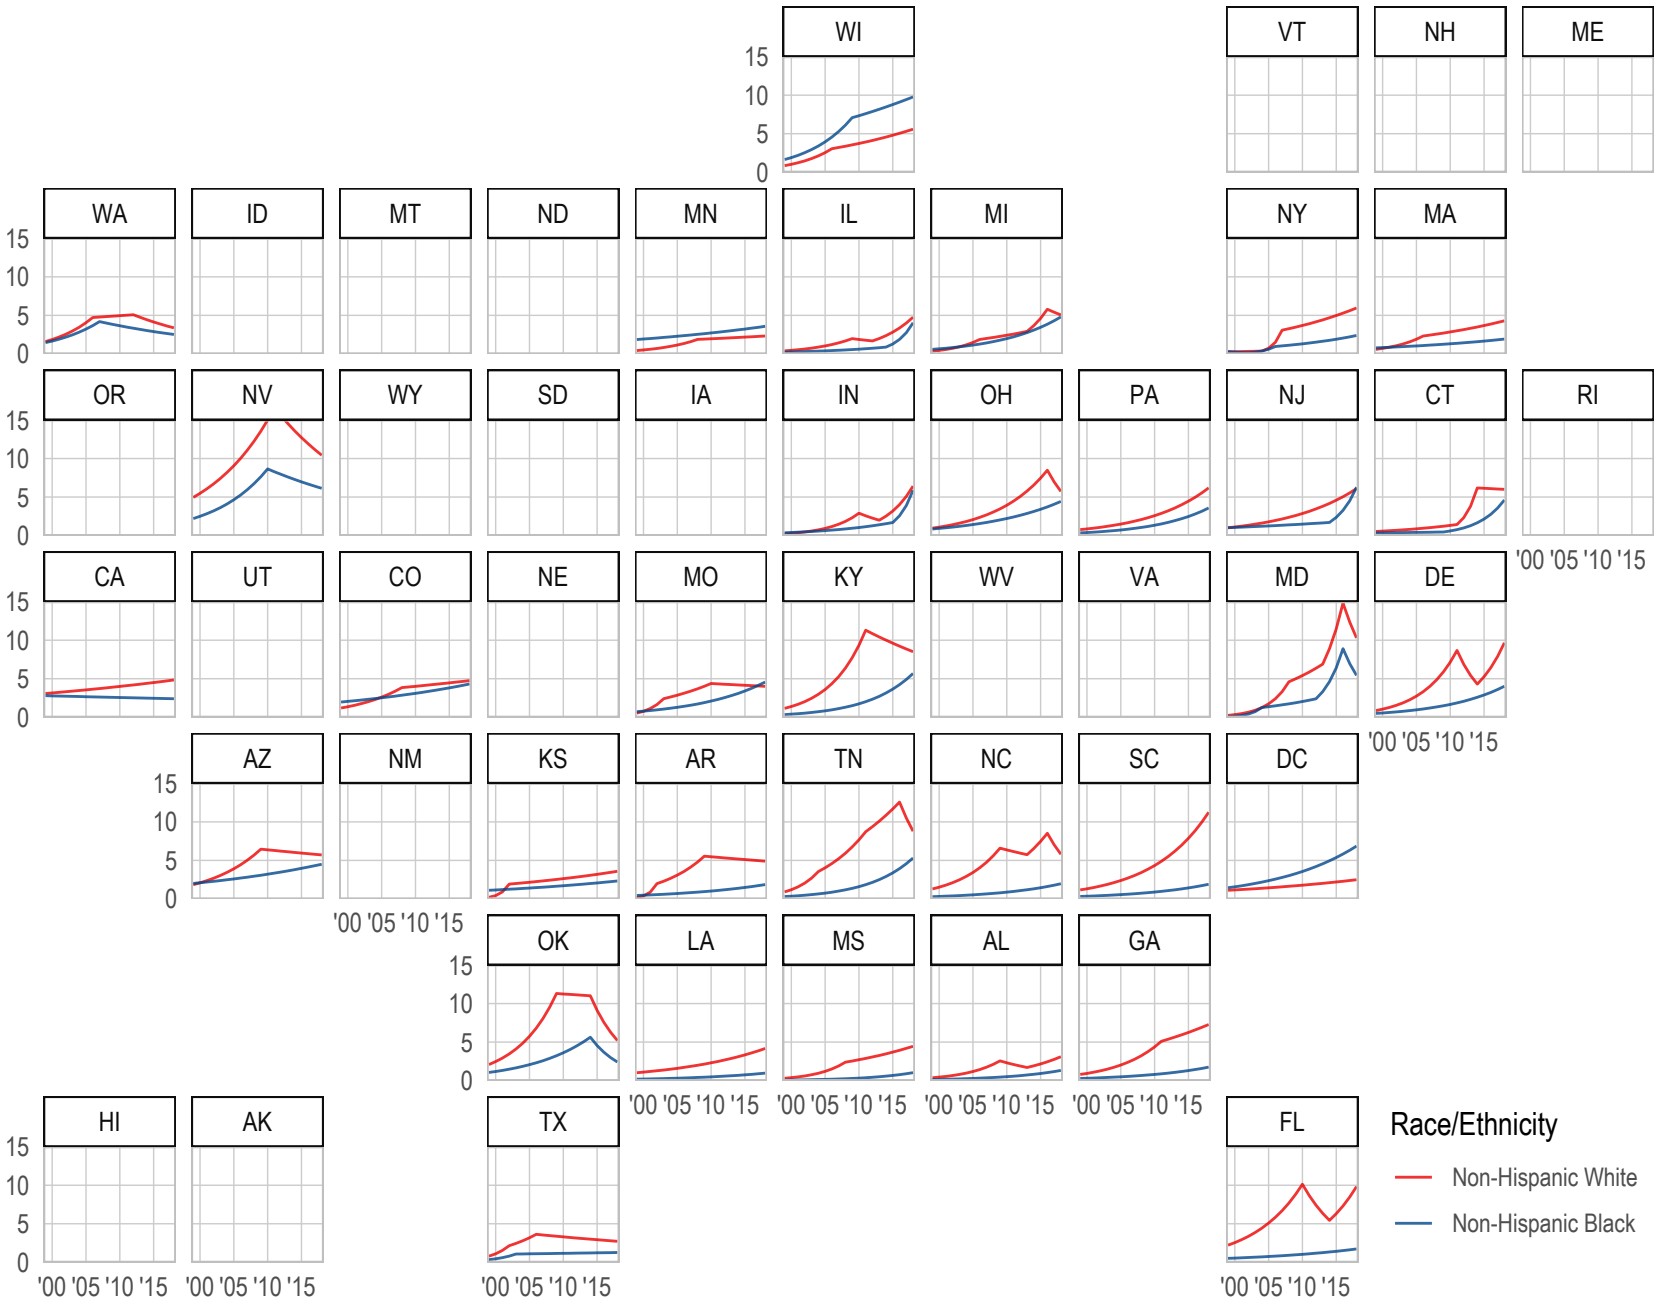 WI VT NH ME
15
10
5
0
WA ID MT ND MN IL MI NY MA
15
10
5
0
OR NV WY SD IA IN OH PA NJ CT RI
15
10
5
0
'00 '05 '10 '15
CA UT CO NE MO KY WV VA MD DE
15
10
5
0
'00 '05 '10 '15
AZ NM KS AR TN NC SC DC
15
10
5
0
'00 '05 '10 '15
OK LA MS AL GA
15
10
5
0
'00 '05 '10 '15 '00 '05 '10 '15 '00 '05 '10 '15 '00 '05 '10 '15
HI AK TX FL
15
10
5
0
'00 '05 '10 '15 '00 '05 '10 '15 '00 '05 '10 '15 '00 '05 '10 '15
Race/Ethnicity
Non-Hispanic White
Non-Hispanic Black